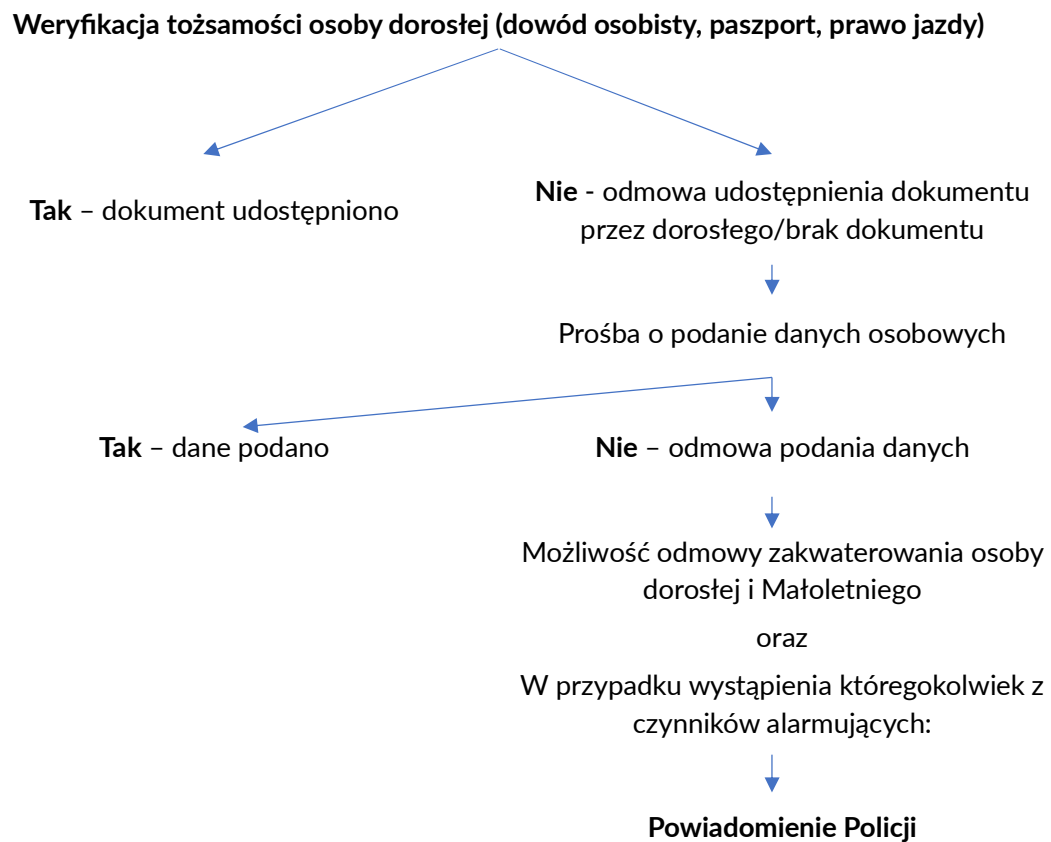 Weryfikacja tożsamości osoby dorosłej (dowód osobisty, paszport, prawo jazdy)
Tak – dokument udostępniono
Nie - odmowa udostępnienia dokumentu
przez dorosłego/brak dokumentu
Prośba o podanie danych osobowych
Tak – dane podano
Nie – odmowa podania danych
Możliwość odmowy zakwaterowania osoby
dorosłej i Małoletniego
oraz
W przypadku wystąpienia któregokolwiek z
czynników alarmujących:
Powiadomienie Policji